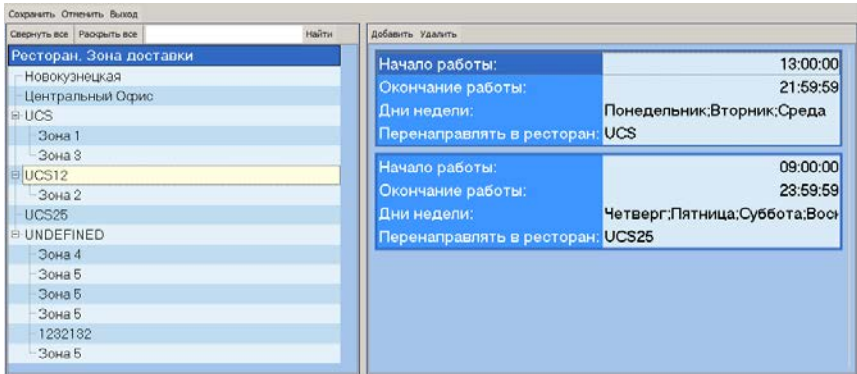 Сохранить Отменить Выход
Свернуть все Раскрыть все Найти
Ресторан. Зона доставки
Новокузнецкая
Центральный Офис
UCS
Зона 1
Зона 3
UCS12
Зона 2
UCS25
UNDEFINED
Зона 4
Зона 5
Зона 5
Зона 5
1232132
Зона 5
Добавить Удалить
Начало работы: 13:00:00
Окончание работы: 21:59:59
Дни недели: Понедельник;Вторник;Среда
Перенаправлять в ресторан: UCS
Начало работы: 09:00:00
Окончание работы: 23:59:59
Дни недели: Четверг;Пятница;Суббота;Воск
Перенаправлять в ресторан: UCS25